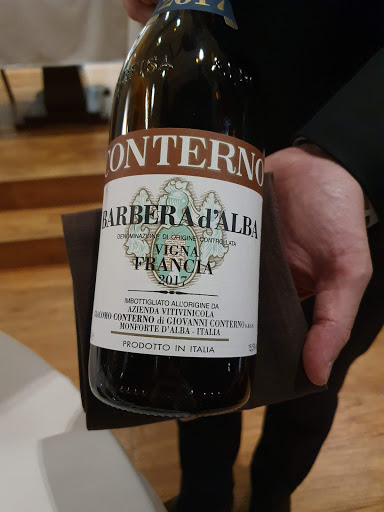 2017
CONTERNO
BARBERA d'ALBA
DENOMINAZIONE DI ORIGINE CONTROLLATA
VIGNA
FRANCIA
2017
IMBOTTIGLIATO ALL'ORIGINE DA
AZIENDA VITIVINICOLA
GIACOMO CONTERNO di GIOVANNI CONTERNO
MONFORTE D'ALBA - ITALIA
PRODOTTO IN ITALIA